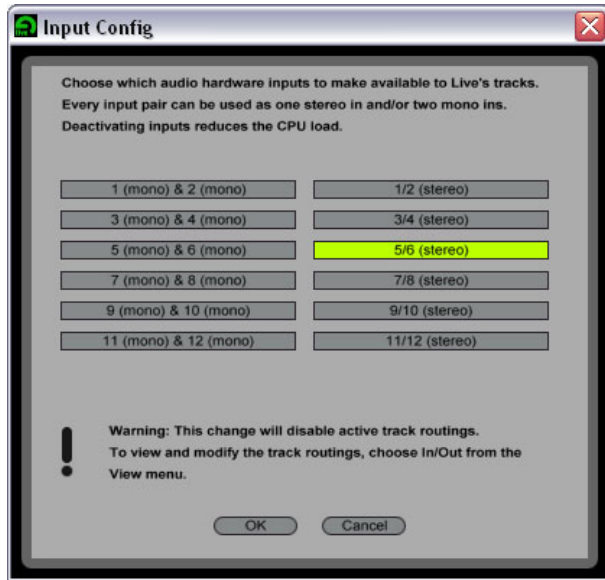 Live
Input Config
Choose which audio hardware inputs to make available to Live's tracks.
Every input pair can be used as one stereo in and/or two mono ins.
Deactivating inputs reduces the CPU load.
1 (mono) & 2 (mono)
1/2 (stereo)
3 (mono) & 4 (mono)
3/4 (stereo)
5 (mono) & 6 (mono)
5/6 (stereo)
7 (mono) & 8 (mono)
7/8 (stereo)
9 (mono) & 10 (mono)
9/10 (stereo)
11 (mono) & 12 (mono)
11/12 (stereo)
! Warning: This change will disable active track routings.
To view and modify the track routings, choose In/Out from the
View menu.
OK
Cancel